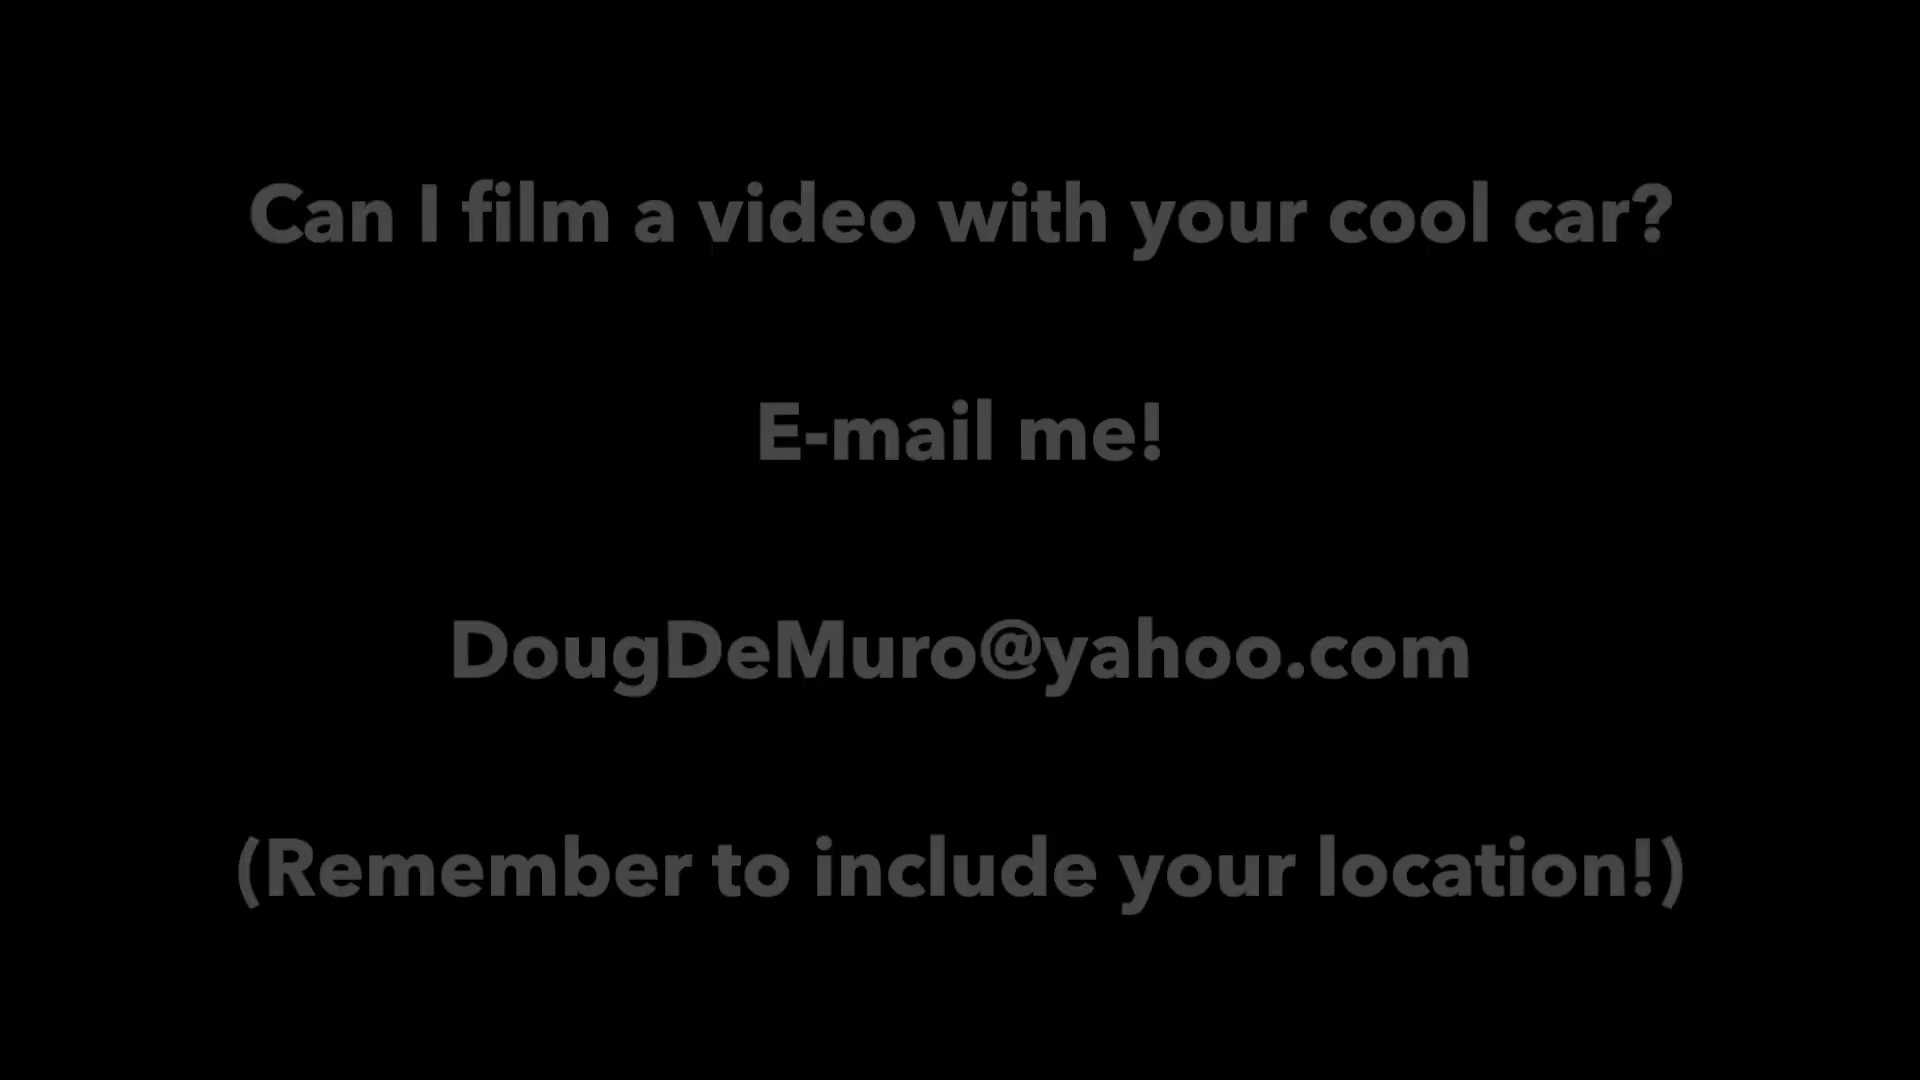 Can I film a video with your cool car?
E-mail me!
DougDeMuro@yahoo.com
(Remember to include your location!)